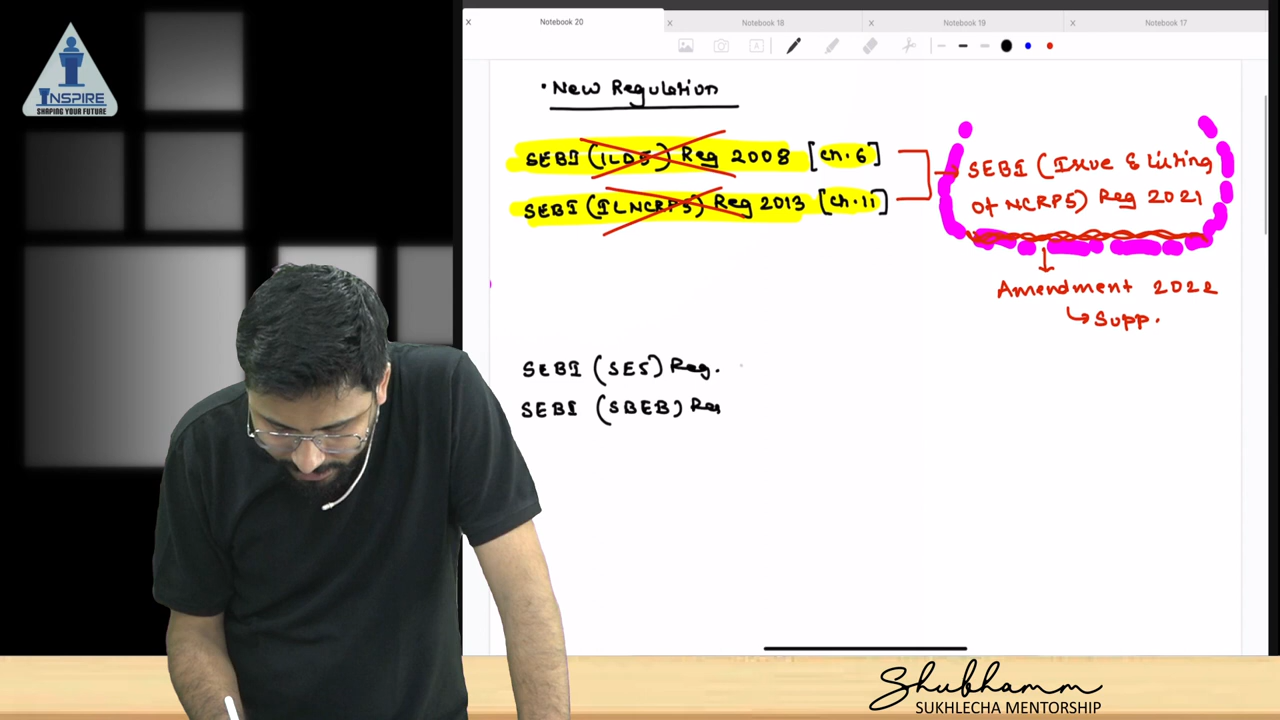 INSPIRE
SHAPING YOUR FUTURE
Notebook 20
Notebook 18
Notebook 19
Notebook 17
• New Regulation
SEBI (ILDS) Reg 2008 [ch. 6]
SEBI (ILNCRPS) Reg 2013 [ch. 11]
SEBI (Issue & Listing
of NCRPS) Reg 2021
Amendment 2022
↳ Supp.
SEBI (SES) Reg.
SEBI (SBEB) Reg
Shubhamm
SUKHLECHA MENTORSHIP